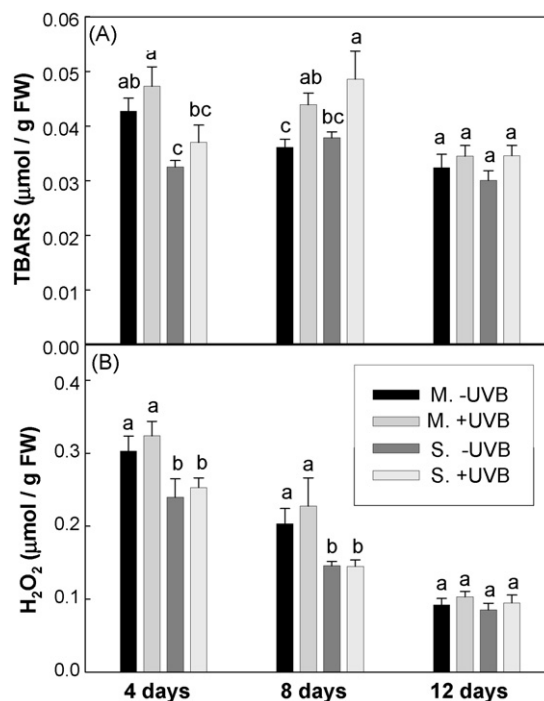 (A)
TBARS (µmol / g FW)
0.06
0.05
0.04
0.03
0.02
0.01
0.00
ab a c bc
c ab bc a
a a a a
(B)
H₂O₂ (µmol / g FW)
0.4
0.3
0.2
0.1
0.0
a a b b
a a b b
a a a a
M. -UVB
M. +UVB
S. -UVB
S. +UVB
4 days 8 days 12 days